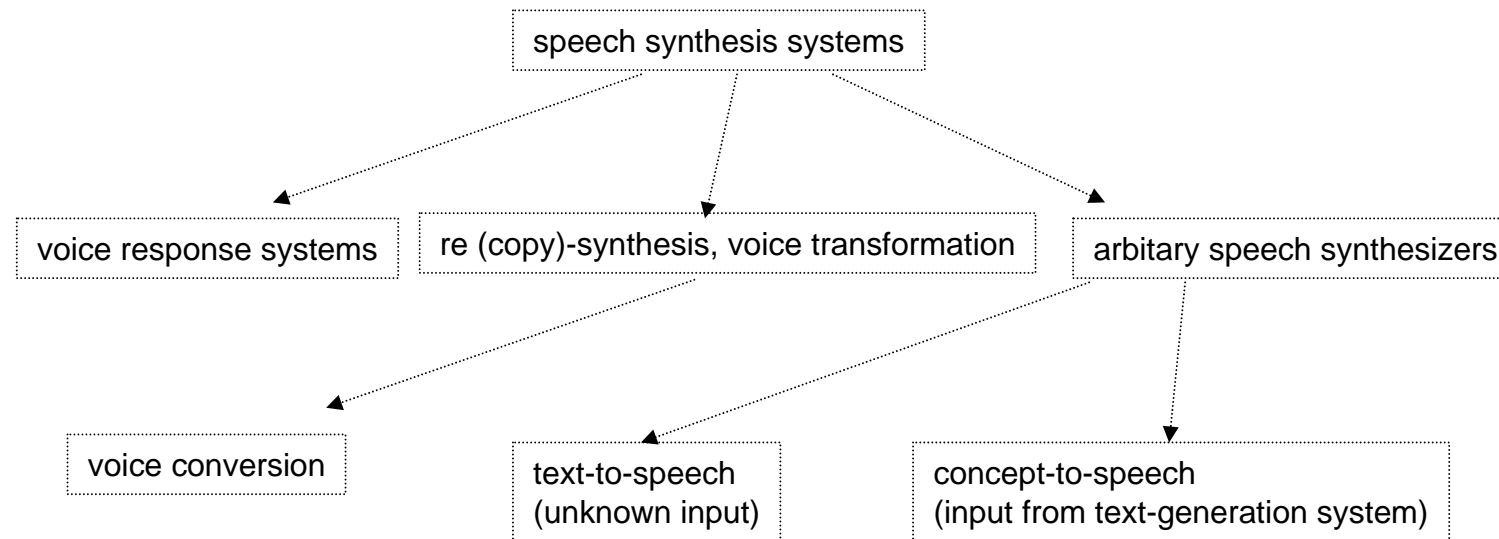 speech synthesis systems
voice response systems
re (copy)-synthesis, voice transformation
arbitary speech synthesizers
voice conversion
text-to-speech
(unknown input)
concept-to-speech
(input from text-generation system)